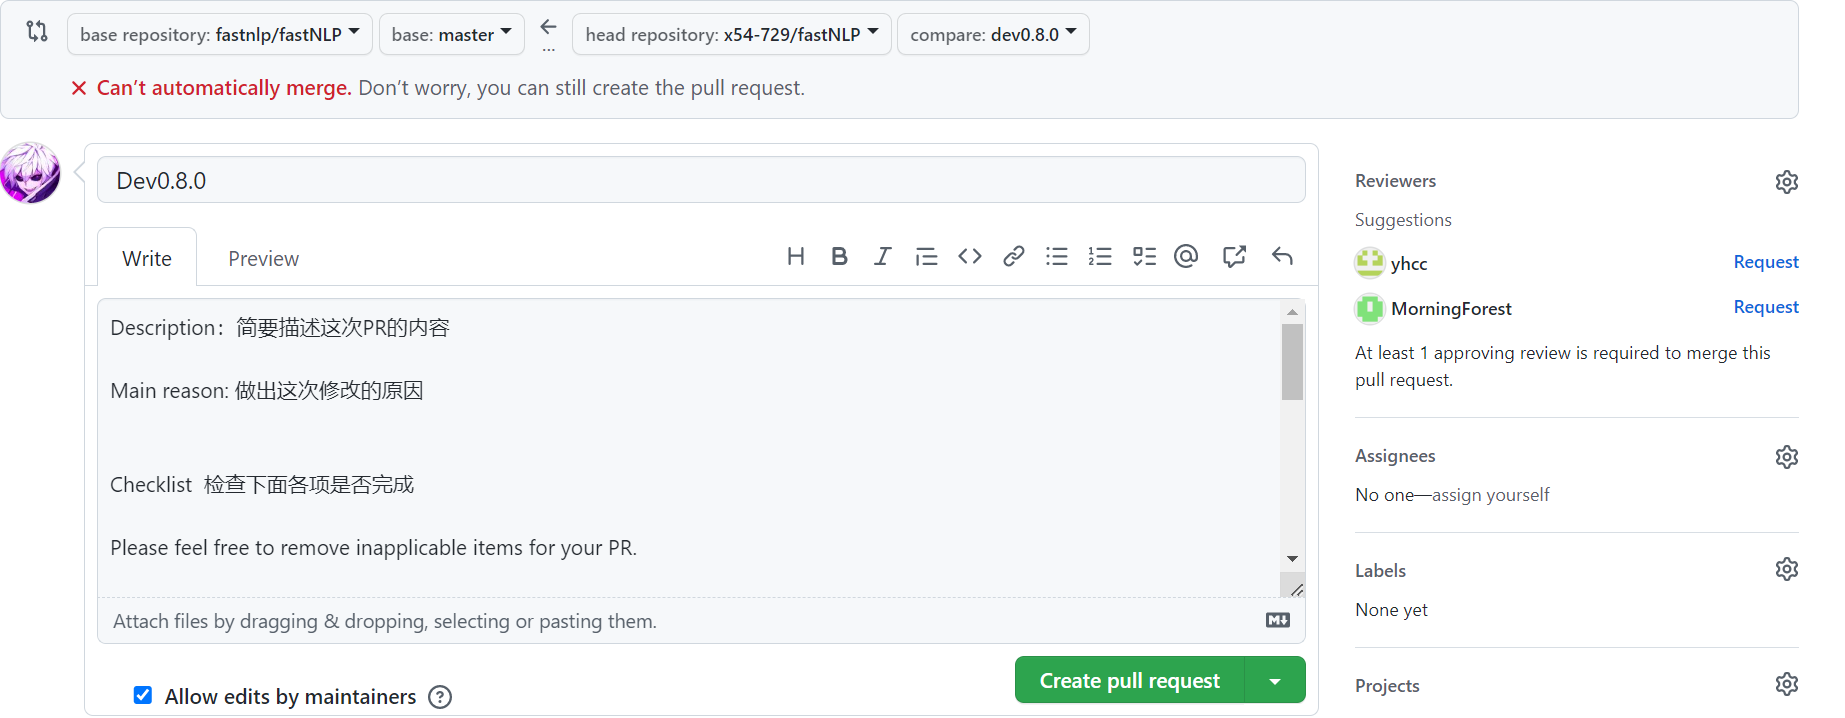 base repository: fastnlp/fastNLP base: master ... head repository: x54-729/fastNLP compare: dev0.8.0
Can't automatically merge. Don't worry, you can still create the pull request.
Dev0.8.0
Write Preview
Description：简要描述这次PR的内容
Main reason: 做出这次修改的原因
Checklist 检查下面各项是否完成
Please feel free to remove inapplicable items for your PR.
Attach files by dragging & dropping, selecting or pasting them.
Allow edits by maintainers
Create pull request
Reviewers
Suggestions
yhcc Request
MorningForest Request
At least 1 approving review is required to merge this
pull request.
Assignees
No one—assign yourself
Labels
None yet
Projects